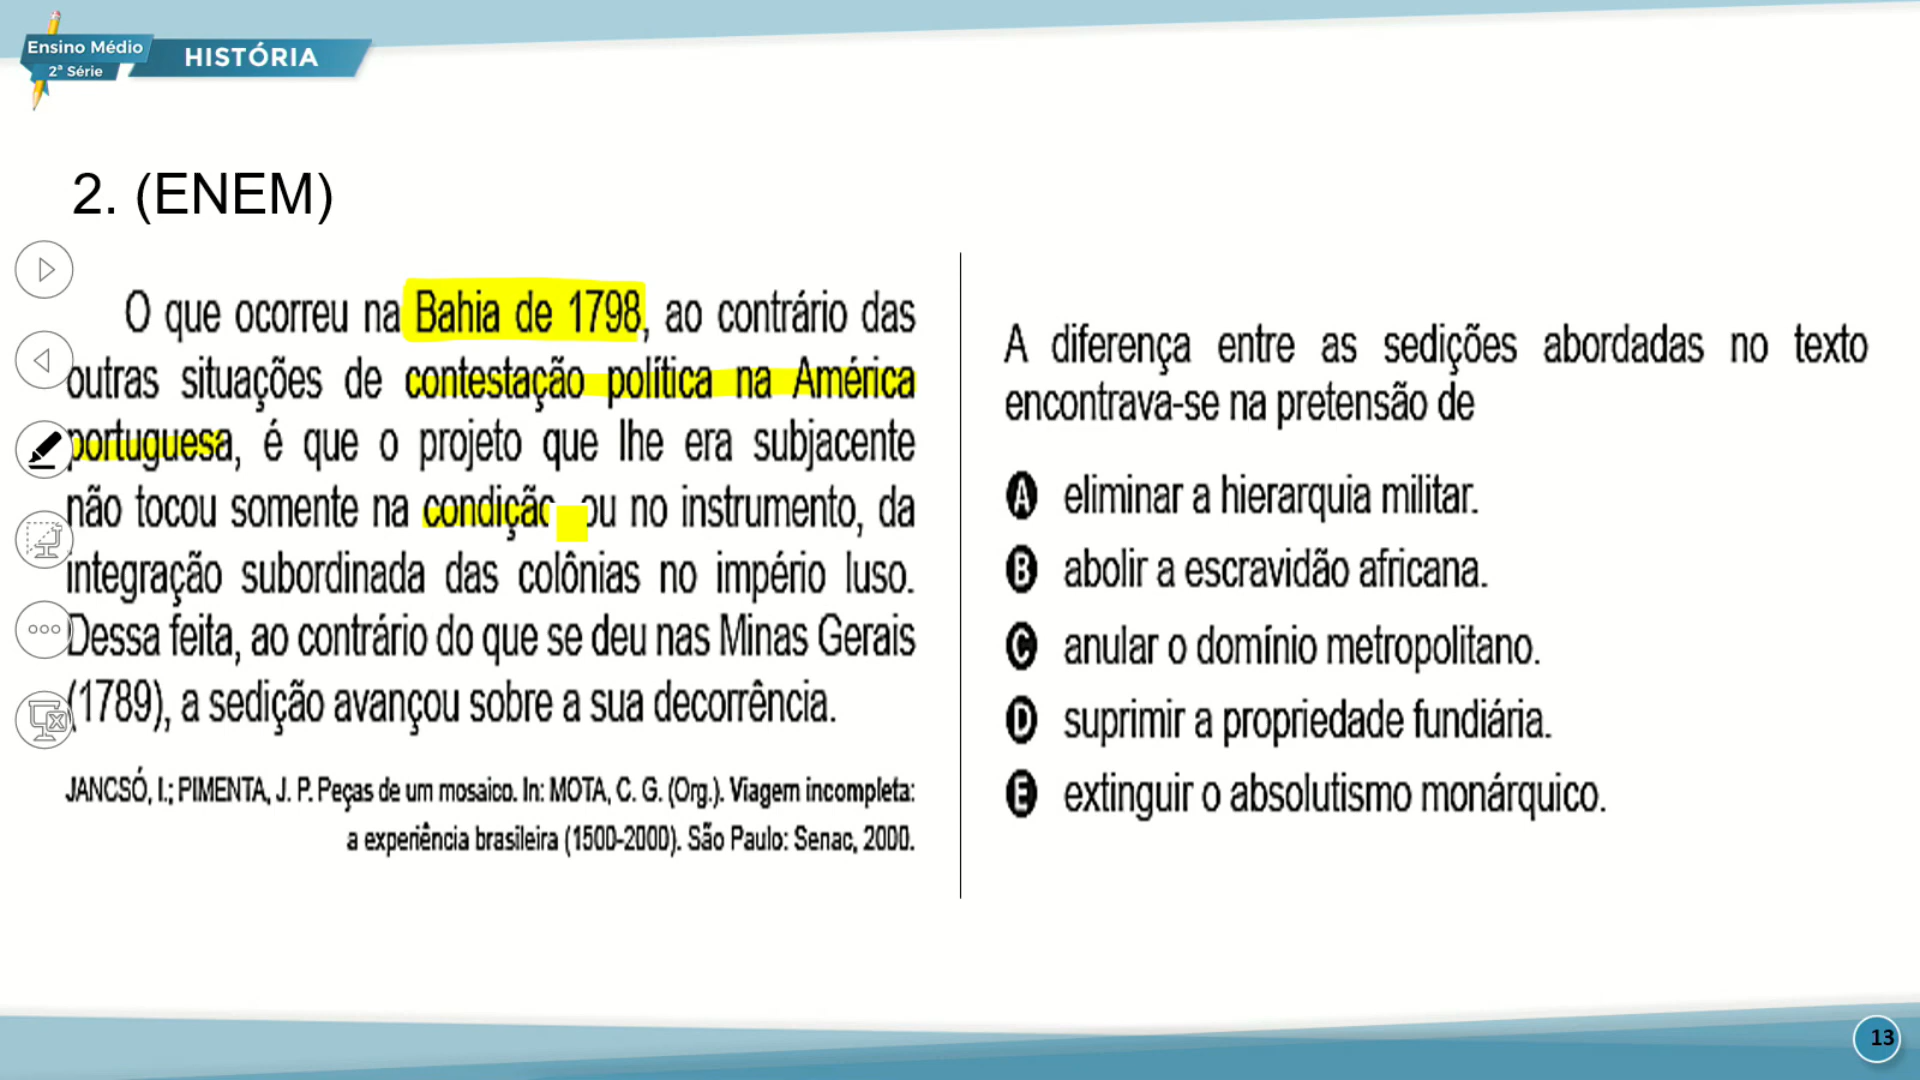 Ensino Médio
2ª Série
HISTÓRIA
2. (ENEM)
O que ocorreu na Bahia de 1798, ao contrário das
outras situações de contestação política na América
portuguesa, é que o projeto que lhe era subjacente
não tocou somente na condição ou no instrumento, da
integração subordinada das colônias no império luso.
Dessa feita, ao contrário do que se deu nas Minas Gerais
(1789), a sedição avançou sobre a sua decorrência.
JANCSÓ, I.; PIMENTA, J. P. Peças de um mosaico. In: MOTA, C. G. (Org.). Viagem incompleta:
a experiência brasileira (1500-2000). São Paulo: Senac, 2000.
A diferença entre as sedições abordadas no texto
encontrava-se na pretensão de
A eliminar a hierarquia militar.
B abolir a escravidão africana.
C anular o domínio metropolitano.
D suprimir a propriedade fundiária.
E extinguir o absolutismo monárquico.
13